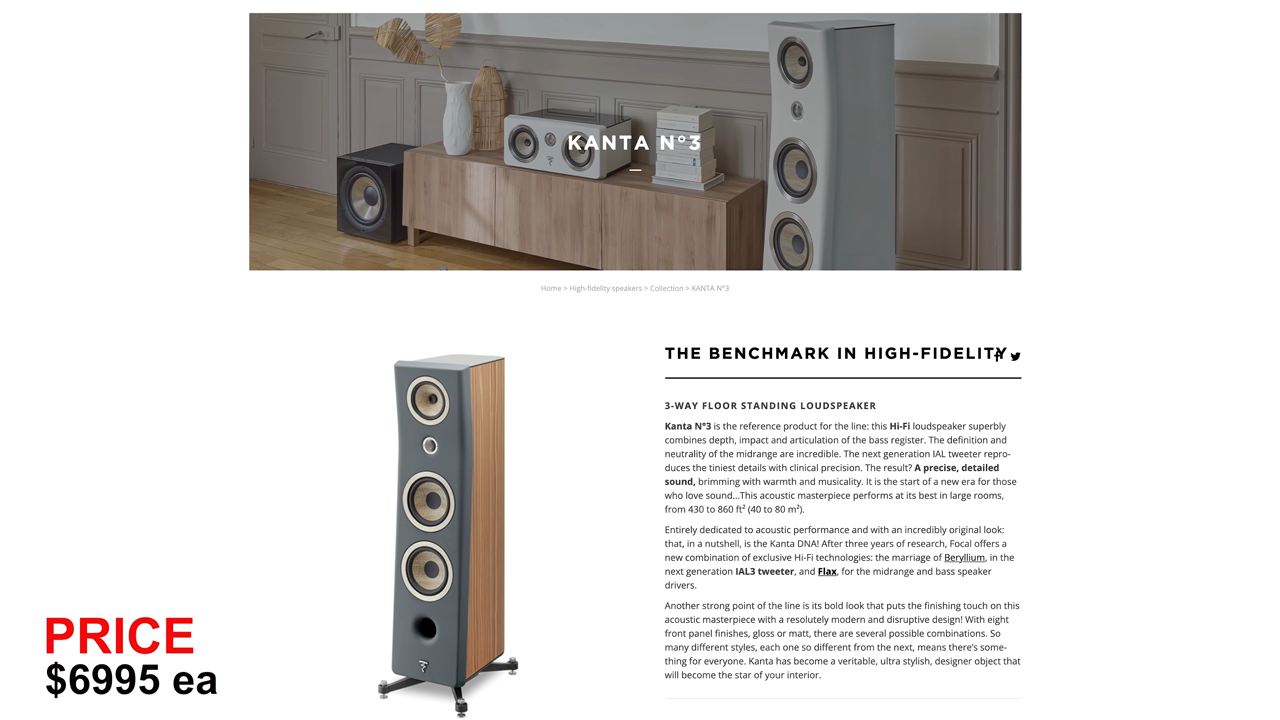 KANTA N°3
Home > High-fidelity speakers > Collection > KANTA N°3
THE BENCHMARK IN HIGH-FIDELITY
3-WAY FLOOR STANDING LOUDSPEAKER
Kanta N°3 is the reference product for the line: this Hi-Fi loudspeaker superbly
combines depth, impact and articulation of the bass register. The definition and
neutrality of the midrange are incredible. The next generation IAL tweeter repro-
duces the tiniest details with clinical precision. The result? A precise, detailed
sound, brimming with warmth and musicality. It is the start of a new era for those
who love sound...This acoustic masterpiece performs at its best in large rooms,
from 430 to 860 ft² (40 to 80 m²).
Entirely dedicated to acoustic performance and with an incredibly original look:
that, in a nutshell, is the Kanta DNA! After three years of research, Focal offers a
new combination of exclusive Hi-Fi technologies: the marriage of Beryllium, in the
next generation IAL3 tweeter, and Flax, for the midrange and bass speaker
drivers.
Another strong point of the line is its bold look that puts the finishing touch on this
acoustic masterpiece with a resolutely modern and disruptive design! With eight
front panel finishes, gloss or matt, there are several possible combinations. So
many different styles, each one so different from the next, means there's some-
thing for everyone. Kanta has become a veritable, ultra stylish, designer object that
will become the star of your interior.
PRICE
$6995 ea